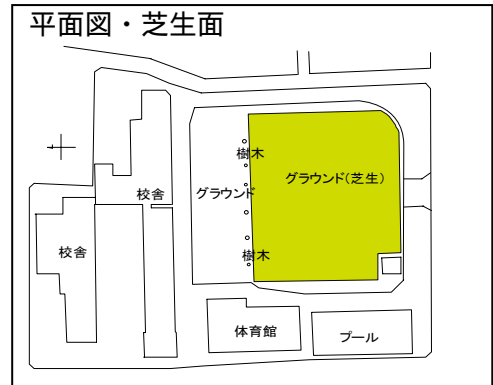 平面図・芝生面
樹木
グラウンド(芝生)
校舎
グラウンド
樹木
校舎
体育館
プール